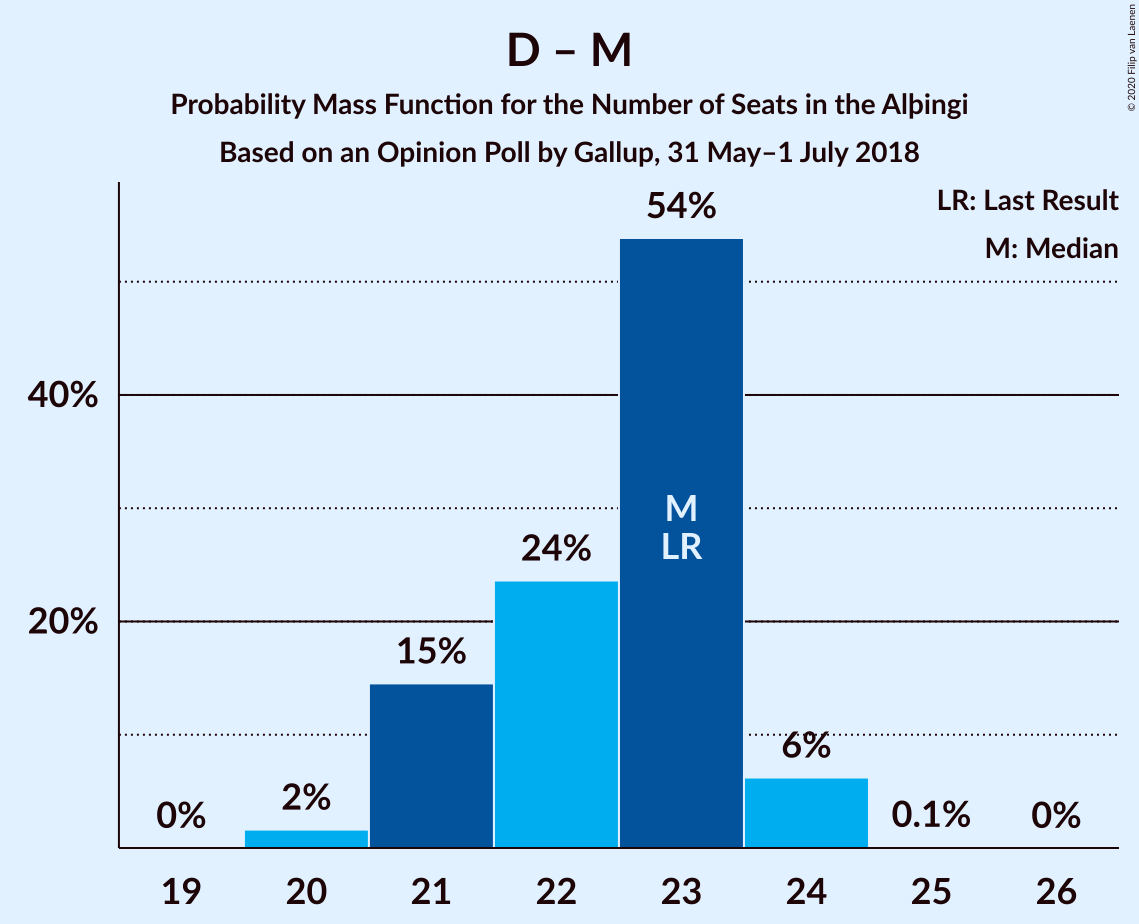 D – M
Probability Mass Function for the Number of Seats in the Alþingi
Based on an Opinion Poll by Gallup, 31 May–1 July 2018
© 2020 Filip van Laenen
LR: Last Result
M: Median
54%
40%
M
LR
24%
20%
15%
6%
2%
0%
0.1%
0%
19 20 21 22 23 24 25 26